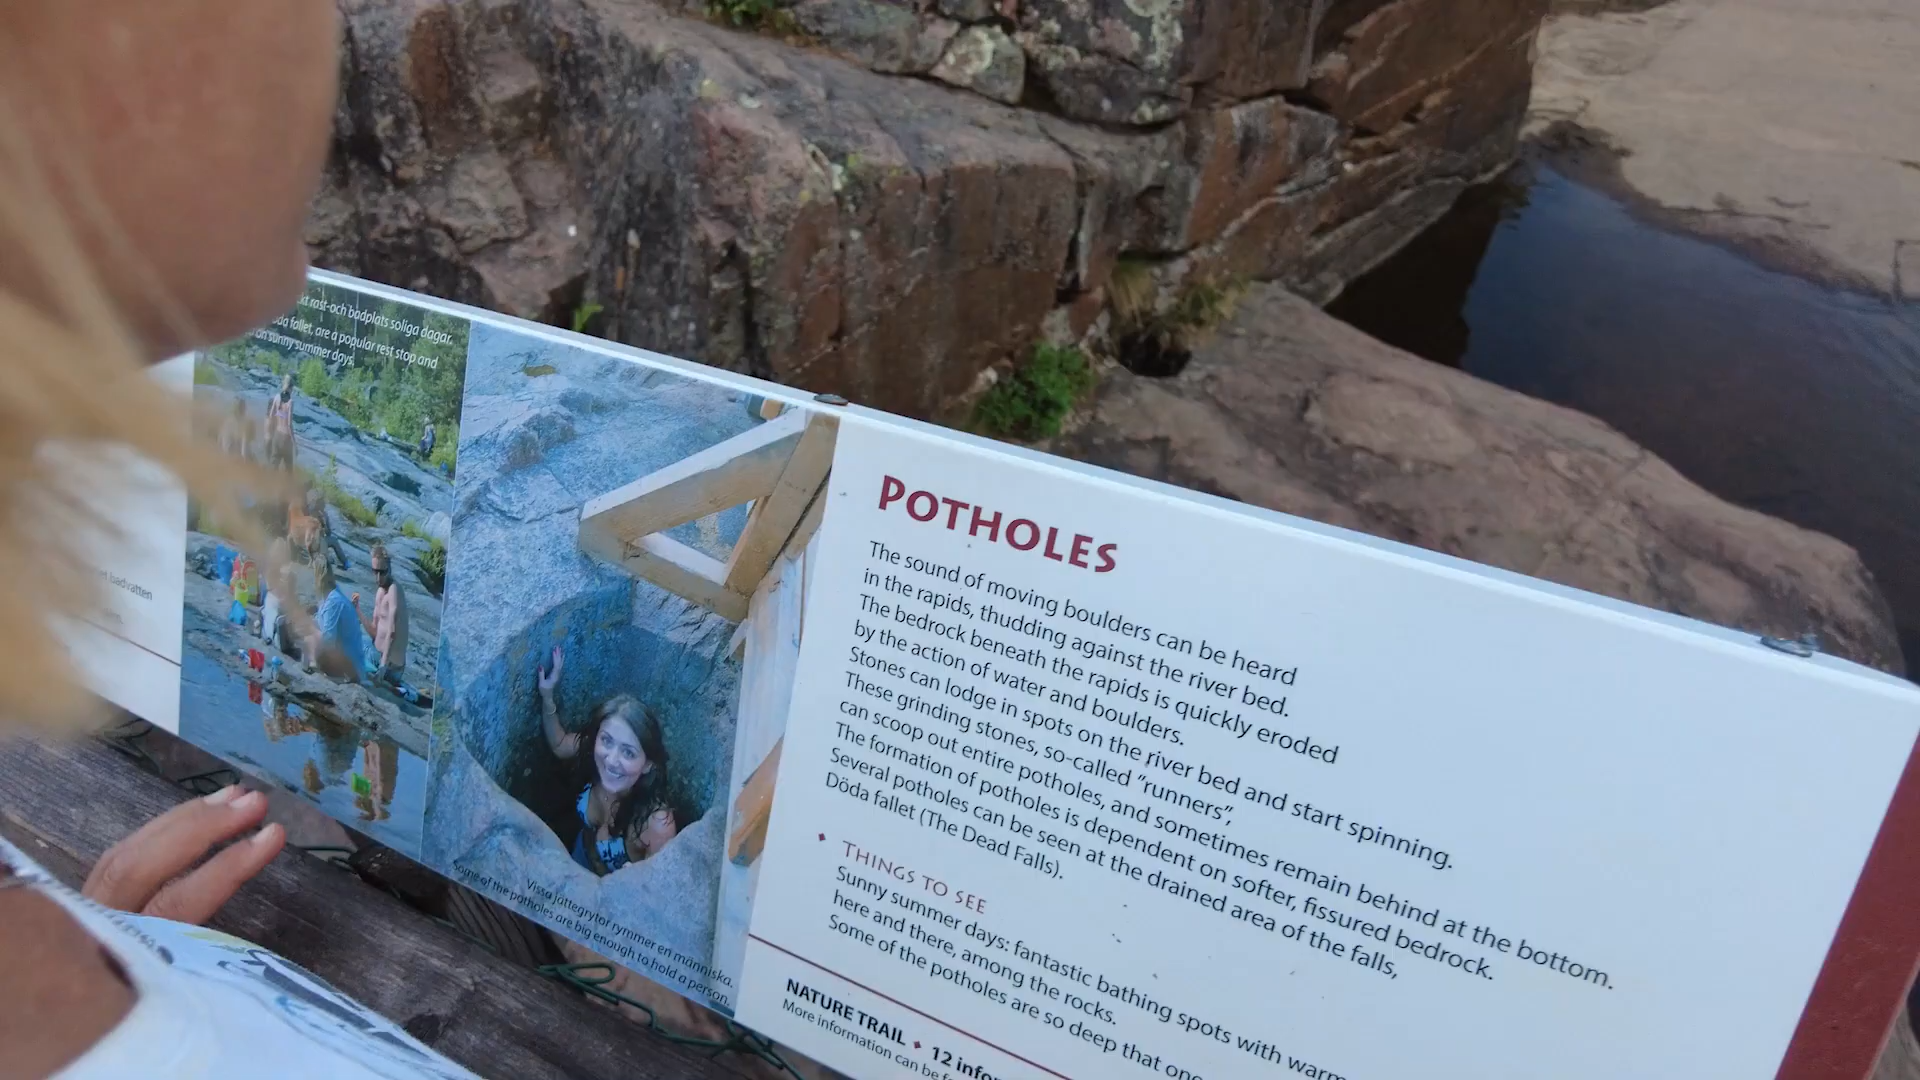 kt rast-och badplats soliga dagar.
fallet, are a popular rest stop and
on sunny summer days.
badvatten
Vissa jättegrytor rymmer en människa.
Some of the potholes are big enough to hold a person.
POTHOLES
The sound of moving boulders can be heard
in the rapids, thudding against the river bed.
The bedrock beneath the rapids is quickly eroded
by the action of water and boulders.
Stones can lodge in spots on the river bed and start spinning.
These grinding stones, so-called "runners",
can scoop out entire potholes, and sometimes remain behind at the bottom.
The formation of potholes is dependent on softer, fissured bedrock.
Several potholes can be seen at the drained area of the falls,
Döda fallet (The Dead Falls).
THINGS TO SEE
Sunny summer days: fantastic bathing spots with warm
here and there, among the rocks.
Some of the potholes are so deep that one
NATURE TRAIL • 12 infor
More information can be f